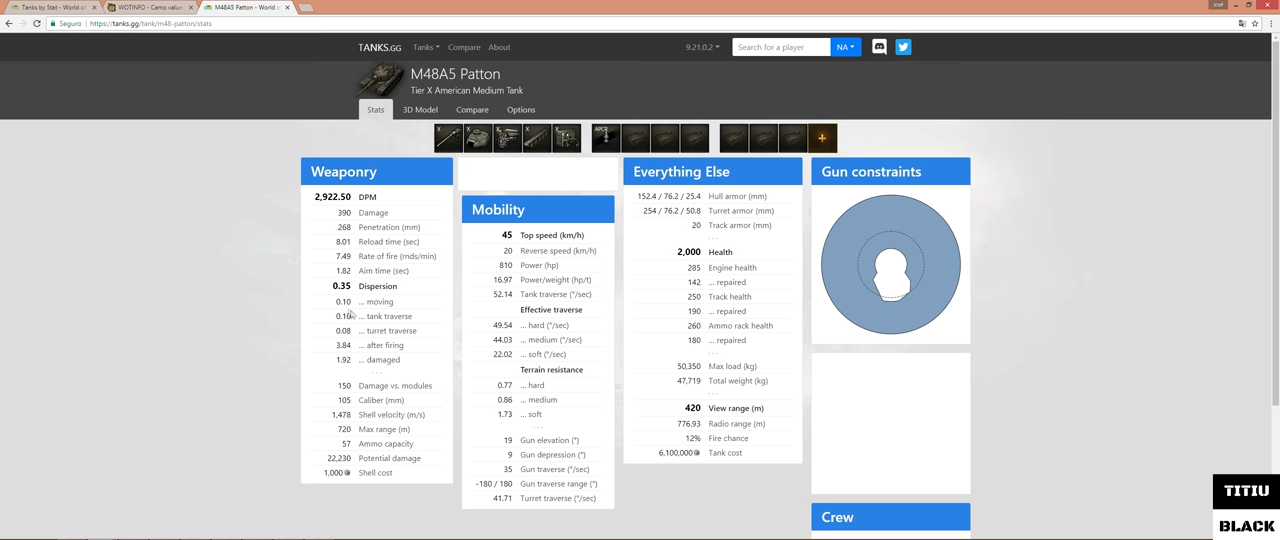 Tanks by Stat - World of
WOTINFO - Camo values
M48A5 Patton - World o
José
Seguro
https://tanks.gg/tank/m48-patton/stats
TANKS.GG
Tanks
Compare
About
9.21.0.2
Search for a player
NA
M48A5 Patton
Tier X American Medium Tank
Stats
3D Model
Compare
Options
X
X
X
X
X
APCR
Weaponry
2,922.50 DPM
390 Damage
268 Penetration (mm)
8.01 Reload time (sec)
7.49 Rate of fire (rnds/min)
1.82 Aim time (sec)
0.35 Dispersion
0.10 ... moving
0.10 ... tank traverse
0.08 ... turret traverse
3.84 ... after firing
1.92 ... damaged
- - -
150 Damage vs. modules
105 Caliber (mm)
1,478 Shell velocity (m/s)
720 Max range (m)
57 Ammo capacity
22,230 Potential damage
1,000 Shell cost
Mobility
45 Top speed (km/h)
20 Reverse speed (km/h)
810 Power (hp)
16.97 Power/weight (hp/t)
52.14 Tank traverse (°/sec)
Effective traverse
49.54 ... hard (°/sec)
44.03 ... medium (°/sec)
22.02 ... soft (°/sec)
Terrain resistance
0.77 ... hard
0.86 ... medium
1.73 ... soft
- - -
19 Gun elevation (°)
9 Gun depression (°)
35 Gun traverse (°/sec)
-180 / 180 Gun traverse range (°)
41.71 Turret traverse (°/sec)
Everything Else
152.4 / 76.2 / 25.4 Hull armor (mm)
254 / 76.2 / 50.8 Turret armor (mm)
20 Track armor (mm)
- - -
2,000 Health
285 Engine health
142 ... repaired
250 Track health
190 ... repaired
260 Ammo rack health
180 ... repaired
- - -
50,350 Max load (kg)
47,719 Total weight (kg)
- - -
420 View range (m)
776.93 Radio range (m)
12% Fire chance
6,100,000 Tank cost
Gun constraints
Crew
TITIU
BLACK